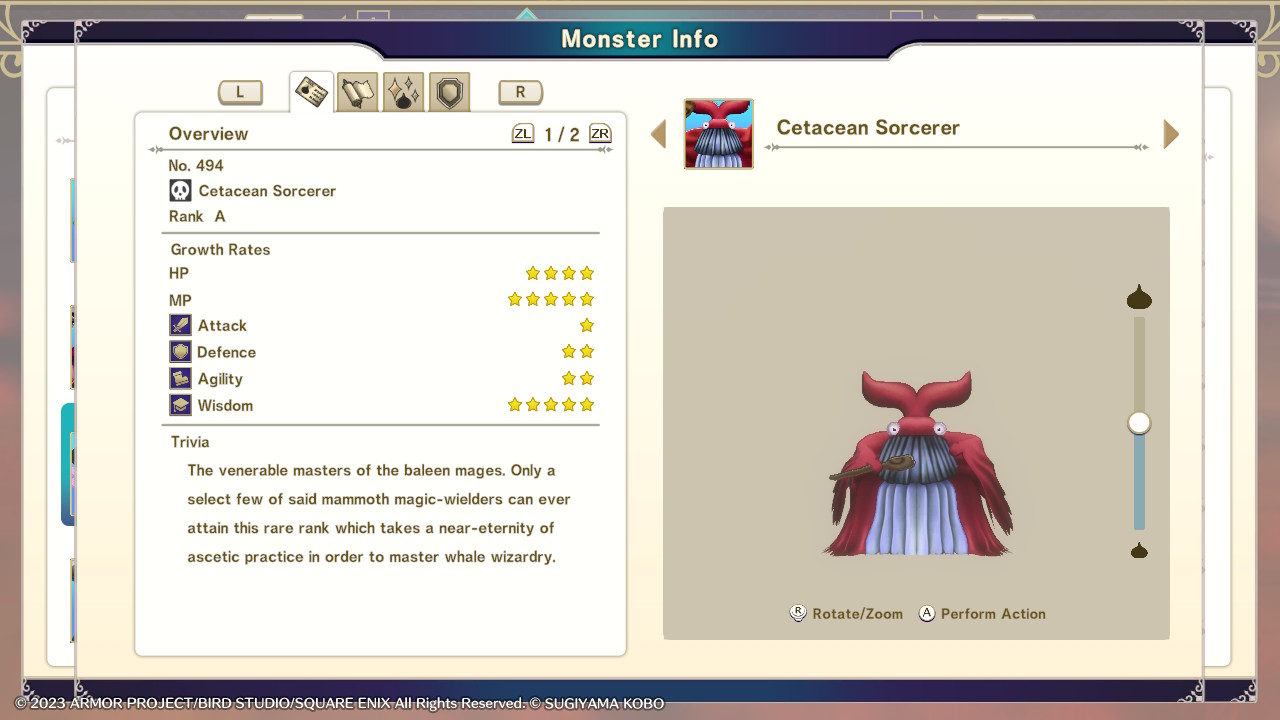 Monster Info
L
R
Overview
ZL 1 / 2 ZR
No. 494
Cetacean Sorcerer
Rank A
Growth Rates
HP
MP
Attack
Defence
Agility
Wisdom
Trivia
The venerable masters of the baleen mages. Only a
select few of said mammoth magic-wielders can ever
attain this rare rank which takes a near-eternity of
ascetic practice in order to master whale wizardry.
Cetacean Sorcerer
R Rotate/Zoom A Perform Action
© 2023 ARMOR PROJECT/BIRD STUDIO/SQUARE ENIX All Rights Reserved. © SUGIYAMA KOBO